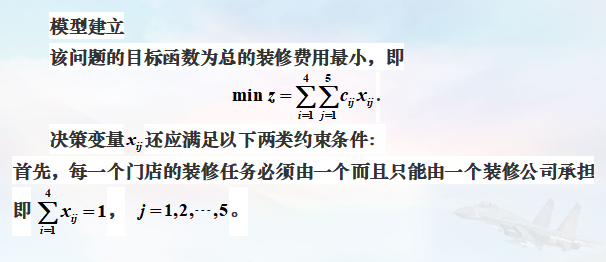 模型建立
该问题的目标函数为总的装修费用最小，即
min z = \sum_{i=1}^{4} \sum_{j=1}^{5} c_{ij} x_{ij} .
决策变量 x_{ij} 还应满足以下两类约束条件：
首先，每一个门店的装修任务必须由一个而且只能由一个装修公司承担
即 \sum_{i=1}^{4} x_{ij} = 1， j = 1,2,⋯,5。